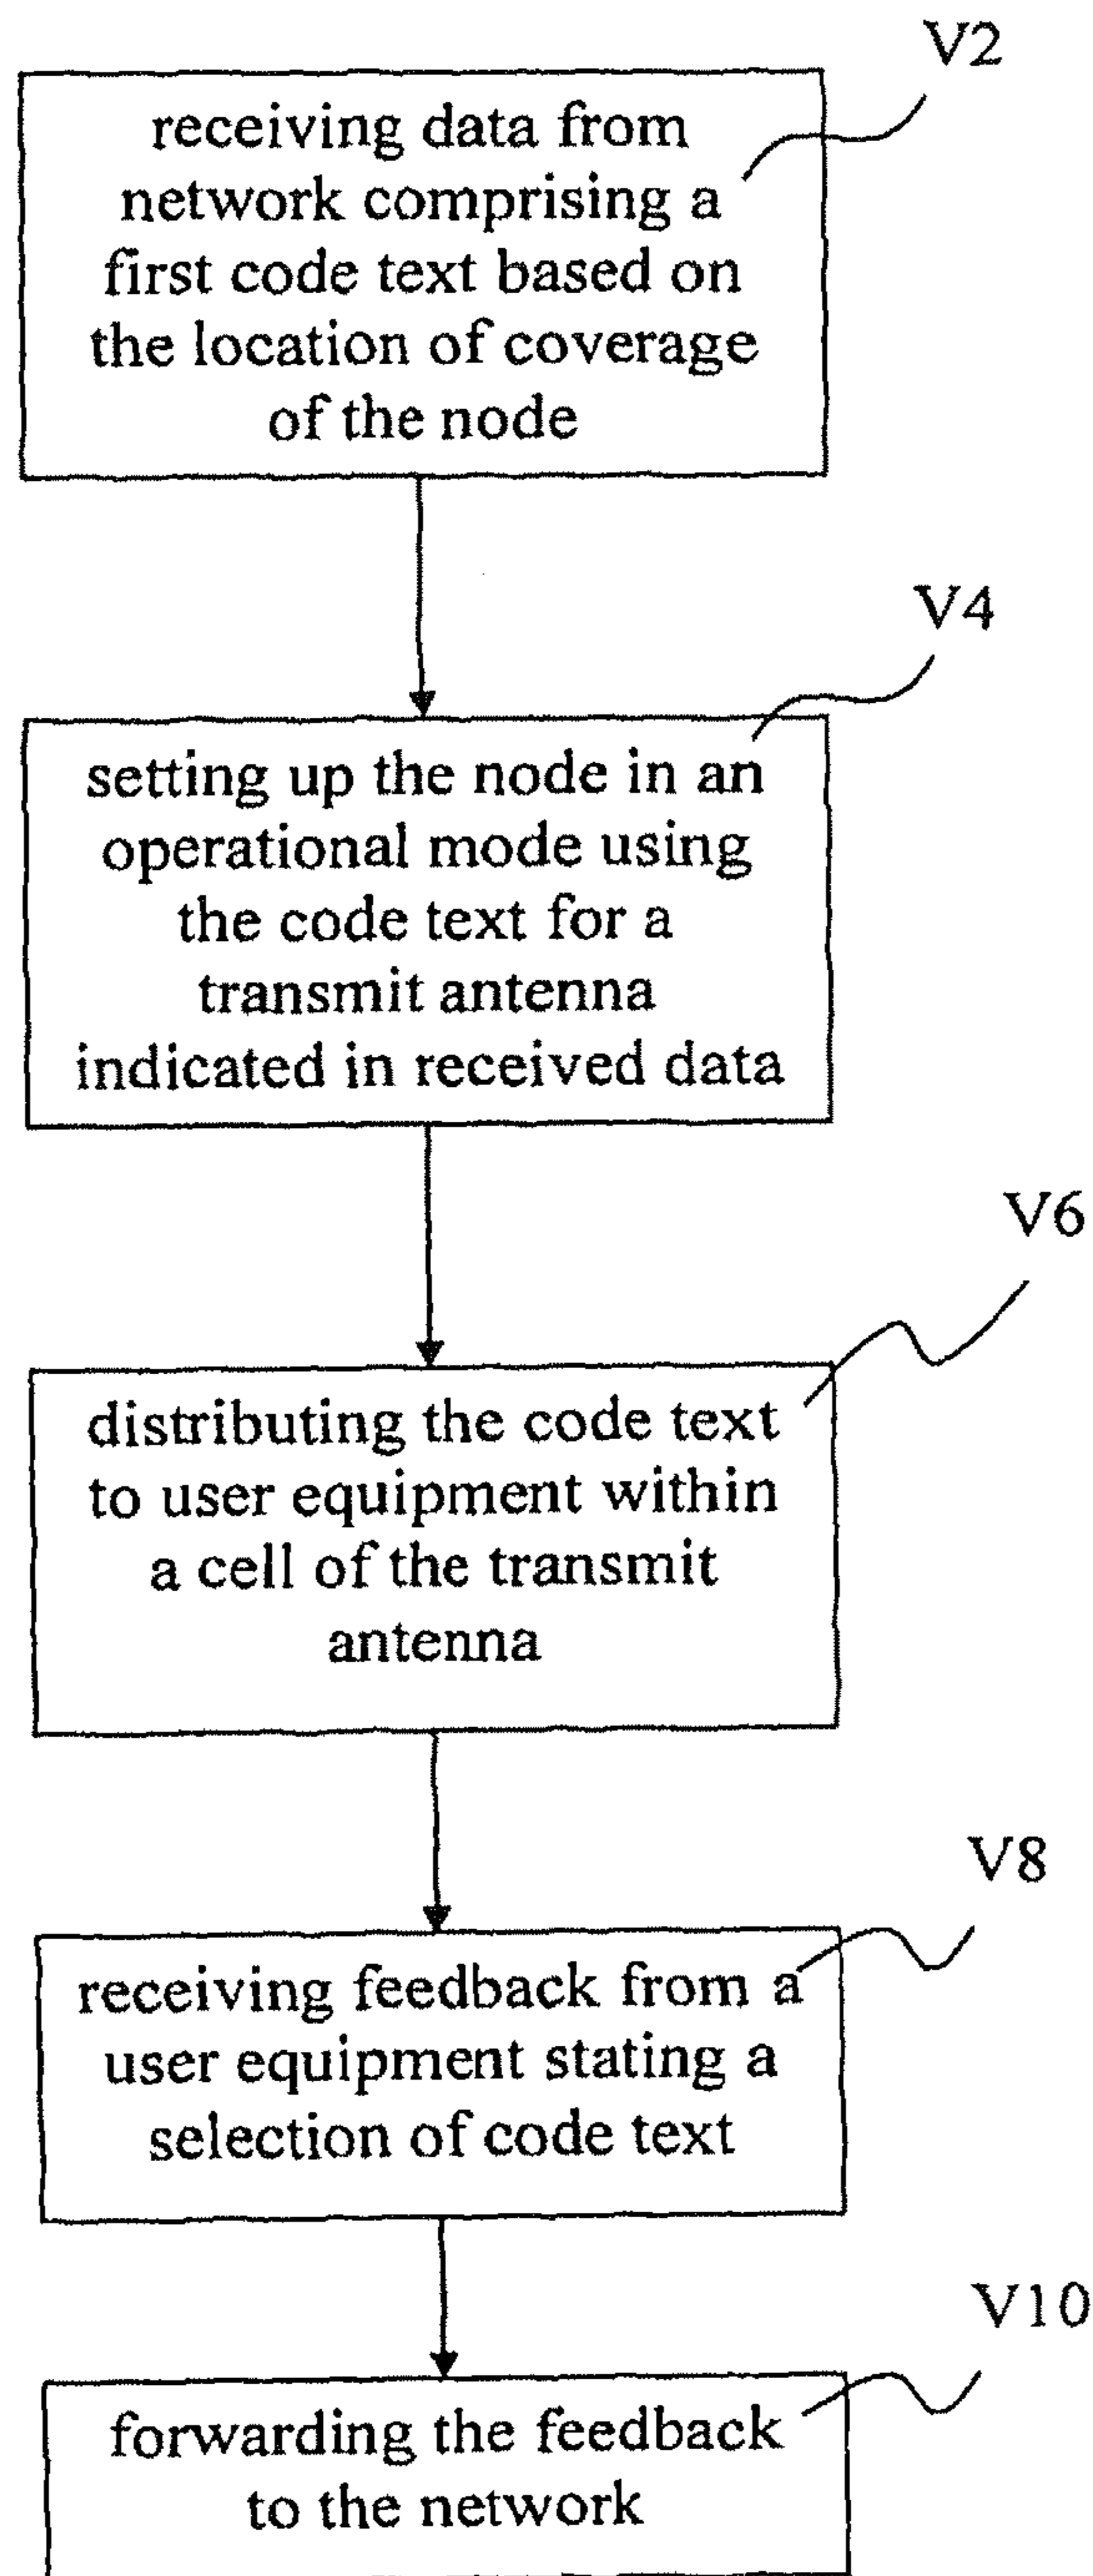 V2
receiving data from
network comprising a
first code text based on
the location of coverage
of the node
V4
setting up the node in an
operational mode using
the code text for a
transmit antenna
indicated in received data
V6
distributing the code text
to user equipment within
a cell of the transmit
antenna
V8
receiving feedback from a
user equipment stating a
selection of code text
V10
forwarding the feedback
to the network